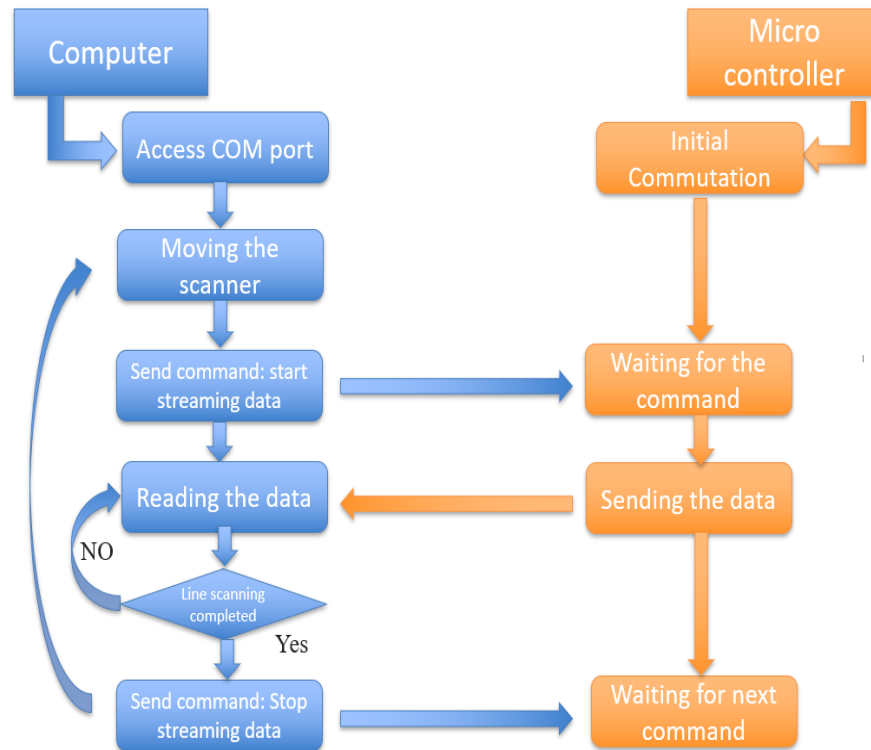 Computer
Access COM port
Moving the
scanner
Send command: start
streaming data
Reading the data
NO
Line scanning
completed
Yes
Send command: Stop
streaming data
Micro
controller
Initial
Commutation
Waiting for the
command
Sending the data
Waiting for next
command